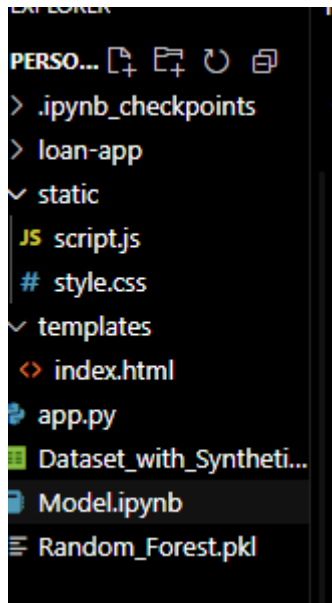 EXPLORER
PERSO...
.ipynb_checkpoints
loan-app
static
JS script.js
# style.css
templates
<> index.html
app.py
Dataset_with_Syntheti...
Model.ipynb
Random_Forest.pkl